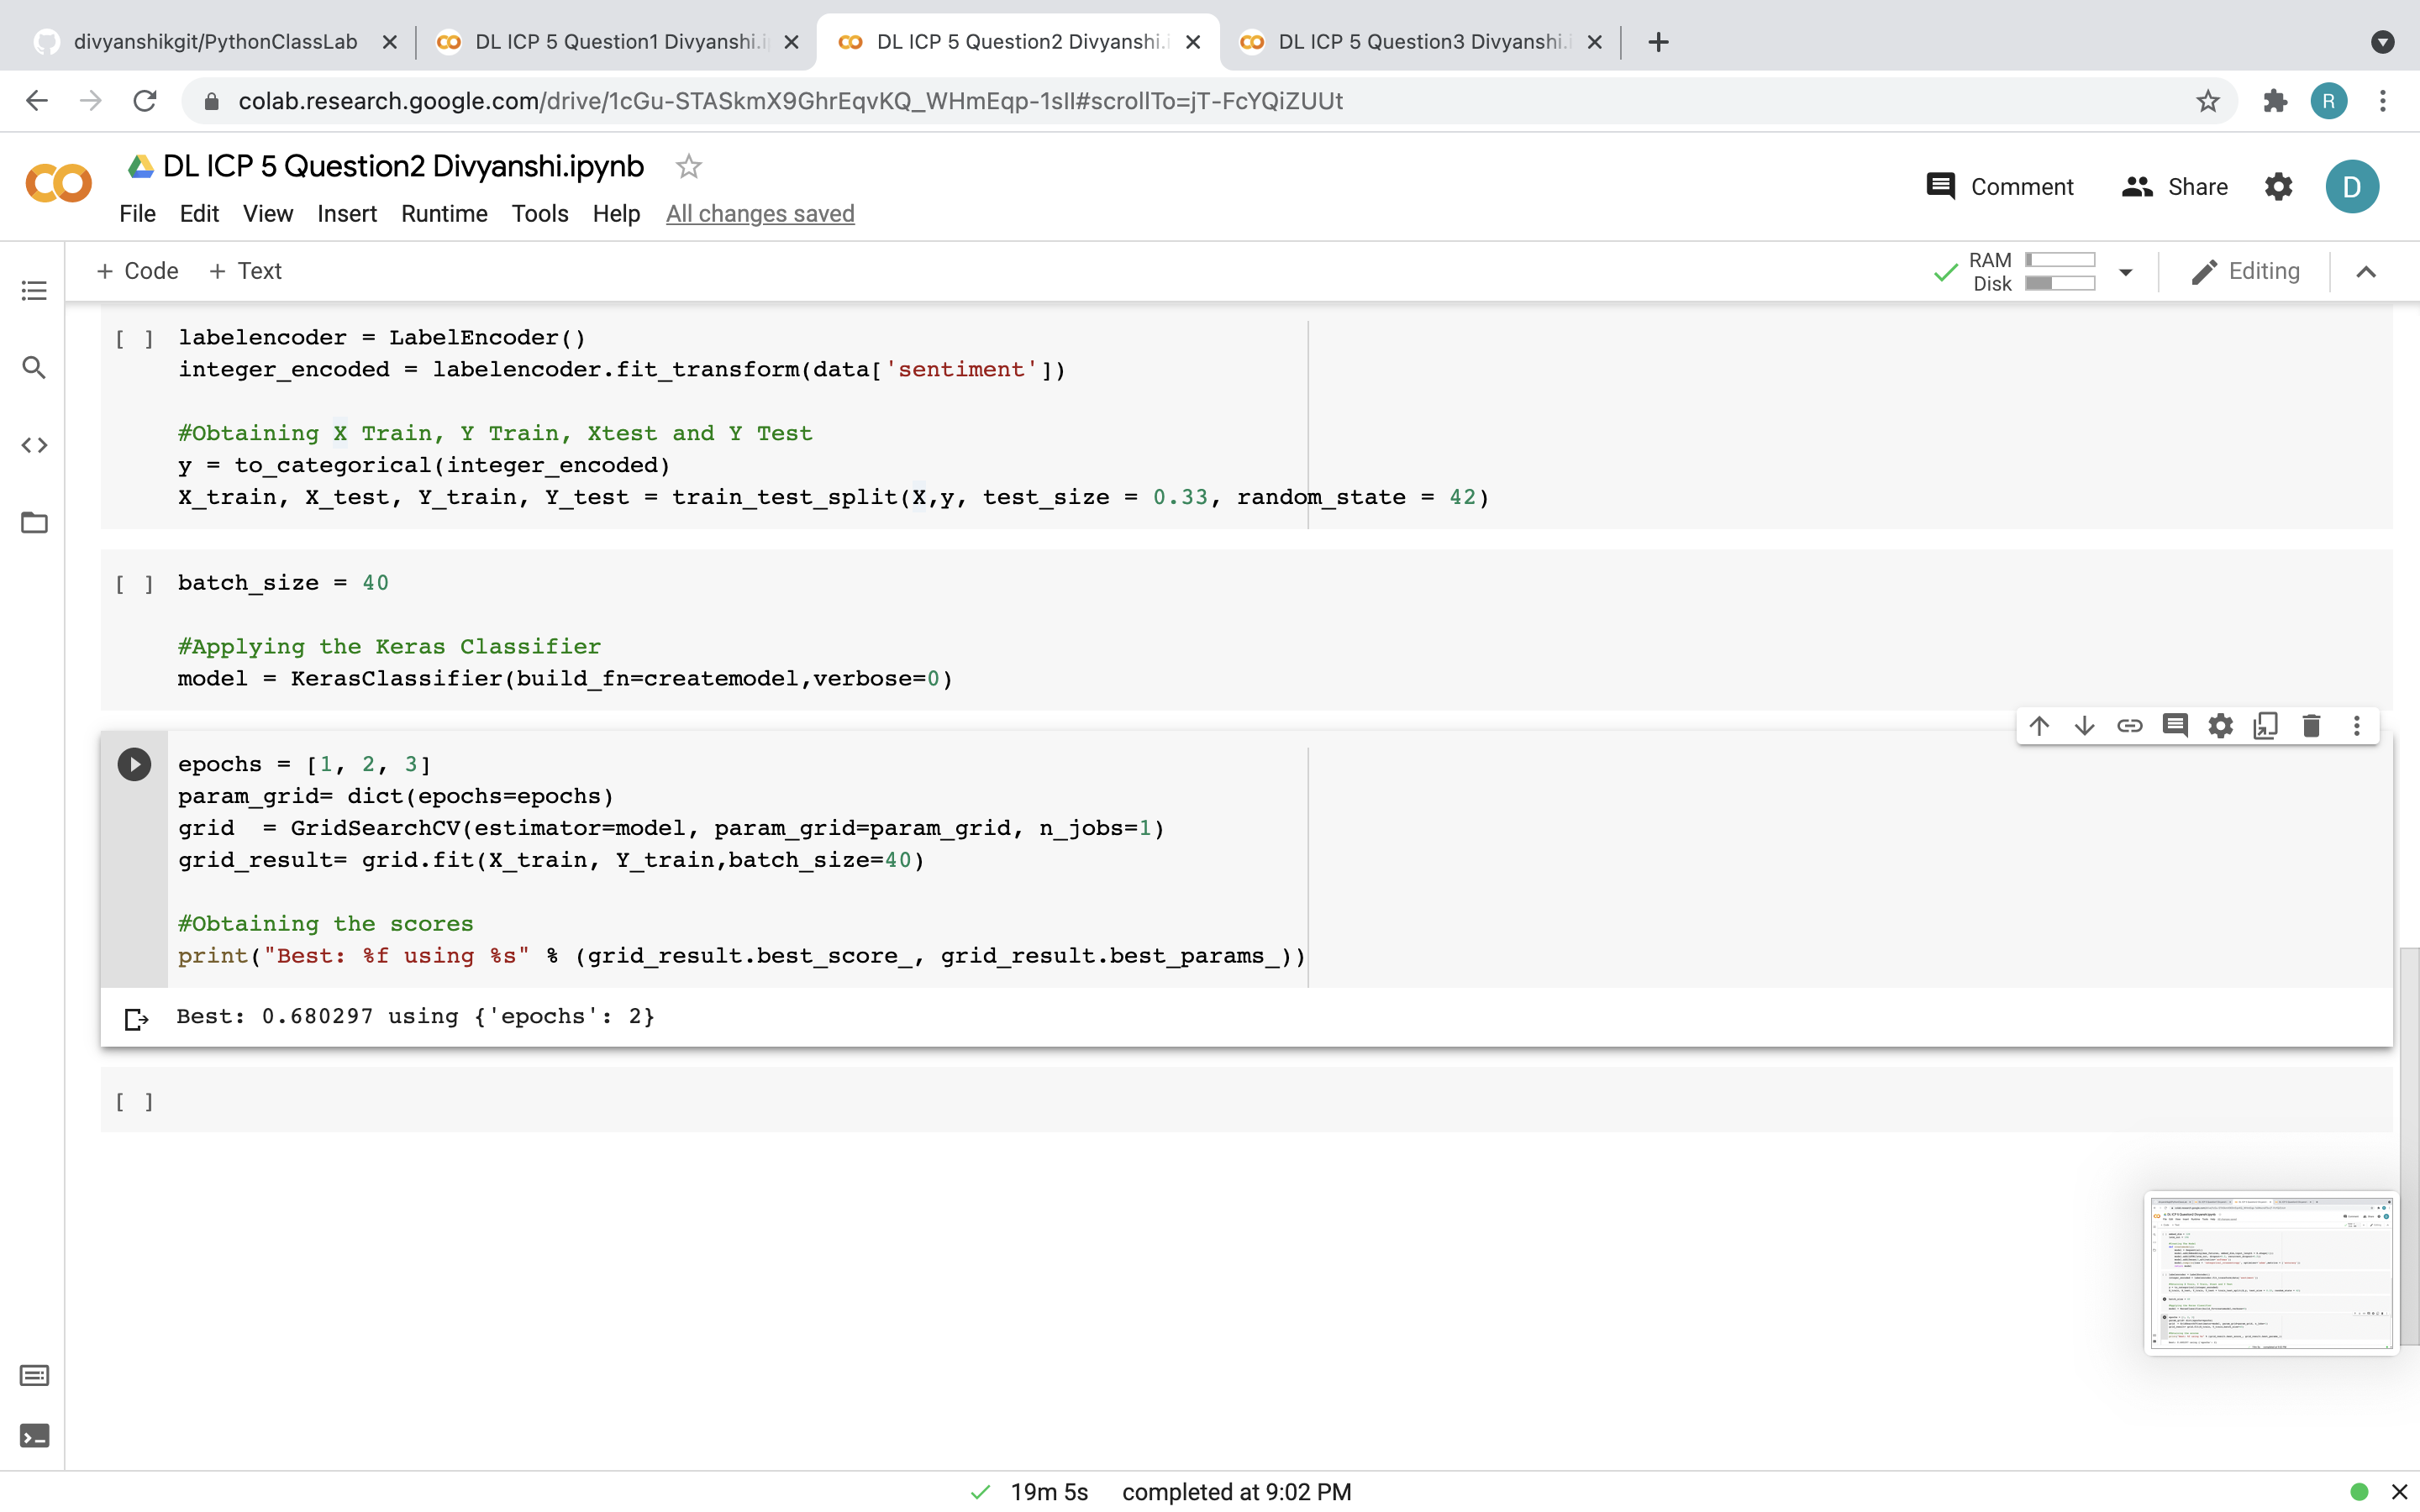 divyanshikgit/PythonClassLab
DL ICP 5 Question1 Divyanshi.i
DL ICP 5 Question2 Divyanshi.i
DL ICP 5 Question3 Divyanshi.i
colab.research.google.com/drive/1cGu-STASkmX9GhrEqvKQ_WHmEqp-1sII#scrollTo=jT-FcYQiZUUt
R
DL ICP 5 Question2 Divyanshi.ipynb
Comment
Share
D
File Edit View Insert Runtime Tools Help All changes saved
+ Code + Text
RAM
Disk
Editing
[ ] labelencoder = LabelEncoder()
integer_encoded = labelencoder.fit_transform(data['sentiment'])
#Obtaining X Train, Y Train, Xtest and Y Test
y = to_categorical(integer_encoded)
X_train, X_test, Y_train, Y_test = train_test_split(X,y, test_size = 0.33, random_state = 42)
[ ] batch_size = 40
#Applying the Keras Classifier
model = KerasClassifier(build_fn=createmodel,verbose=0)
epochs = [1, 2, 3]
param_grid= dict(epochs=epochs)
grid  = GridSearchCV(estimator=model, param_grid=param_grid, n_jobs=1)
grid_result= grid.fit(X_train, Y_train,batch_size=40)
#Obtaining the scores
print("Best: %f using %s" % (grid_result.best_score_, grid_result.best_params_))
Best: 0.680297 using {'epochs': 2}
[ ]
19m 5s completed at 9:02 PM